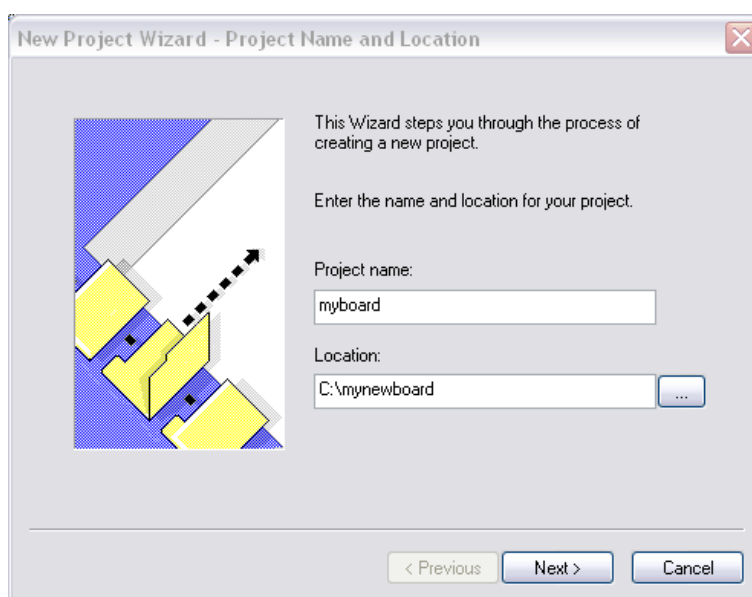 New Project Wizard - Project Name and Location
This Wizard steps you through the process of
creating a new project.
Enter the name and location for your project.
Project name:
myboard
Location:
C:\mynewboard
...
< Previous
Next >
Cancel